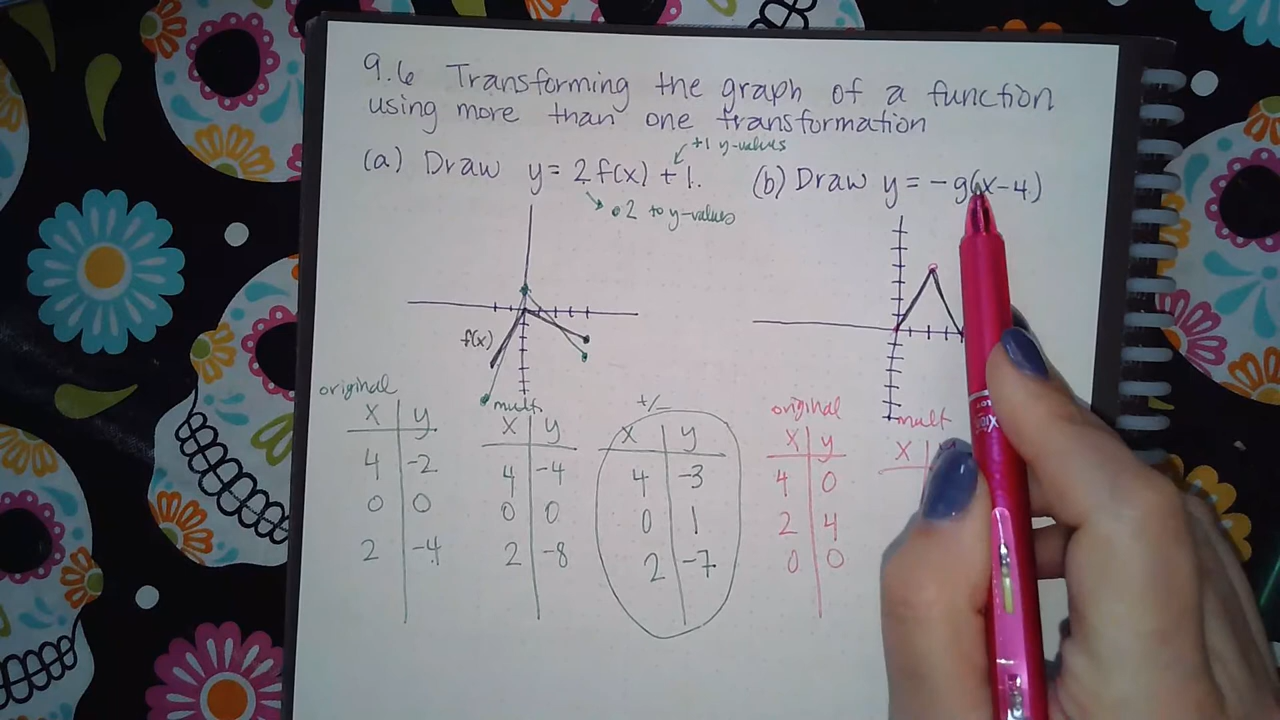 9.6 Transforming the graph of a function
using more than one transformation
+1 y-values
(a) Draw y = 2f(x) +1.
•2 to y-values
(b) Draw y = -g(x-4)
f(x)
original
x y
4 -2
0 0
2 -4
mult.
x y
4 -4
0 0
2 -8
+/-
x y
4 -3
0 1
2 -7
original
x y
4 0
2 4
0 0
mult
x